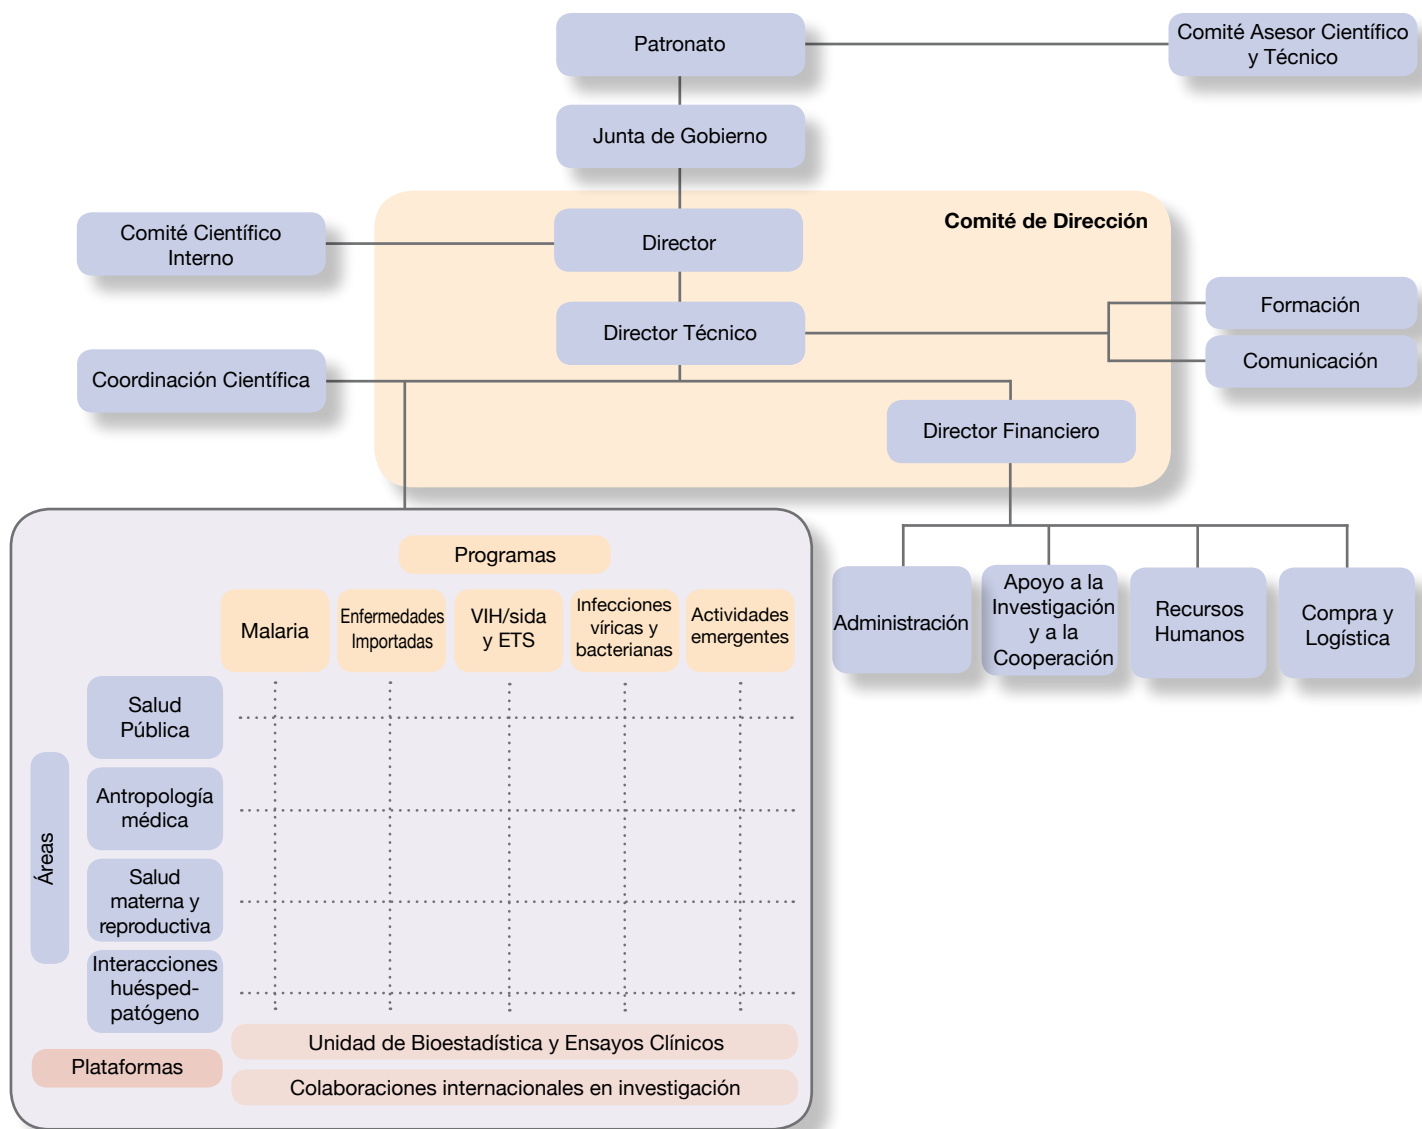 Patronato
Comité Asesor Científico
y Técnico
Junta de Gobierno
Comité de Dirección
Comité Científico
Interno
Director
Director Técnico
Formación
Comunicación
Coordinación Científica
Director Financiero
Programas
Malaria
Enfermedades
Importadas
VIH/sida
y ETS
Infecciones
víricas y
bacterianas
Actividades
emergentes
Administración
Apoyo a la
Investigación
y a la
Cooperación
Recursos
Humanos
Compra y
Logística
Áreas
Salud
Pública
Antropología
médica
Salud
materna y
reproductiva
Interacciones
huésped-
patógeno
Plataformas
Unidad de Bioestadística y Ensayos Clínicos
Colaboraciones internacionales en investigación